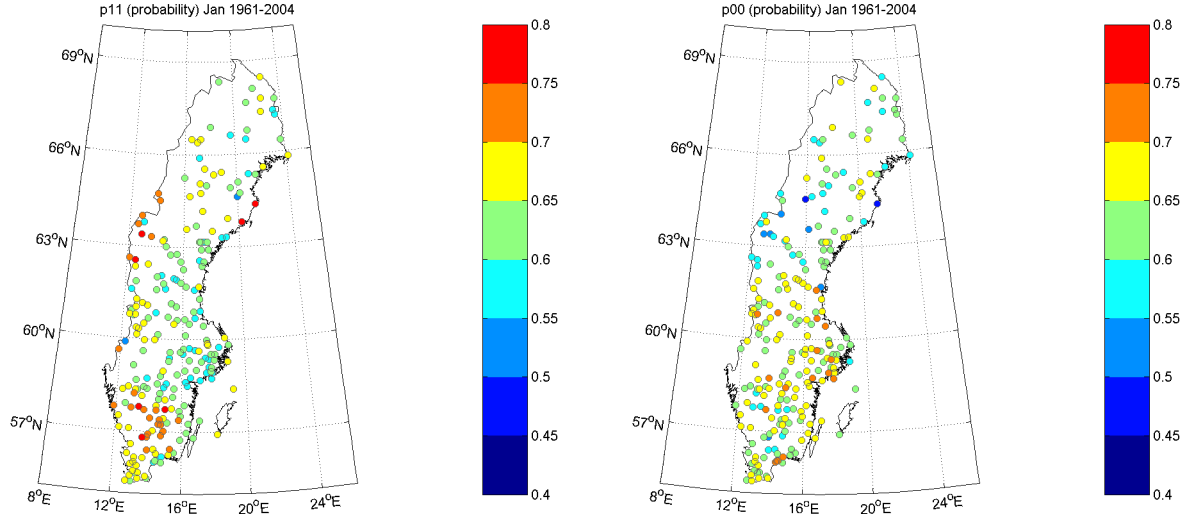 p11 (probability) Jan 1961-2004
69°N
66°N
63°N
60°N
57°N
8°E
12°E
16°E
20°E
24°E
0.8
0.75
0.7
0.65
0.6
0.55
0.5
0.45
0.4
p00 (probability) Jan 1961-2004
69°N
66°N
63°N
60°N
57°N
8°E
12°E
16°E
20°E
24°E
0.8
0.75
0.7
0.65
0.6
0.55
0.5
0.45
0.4